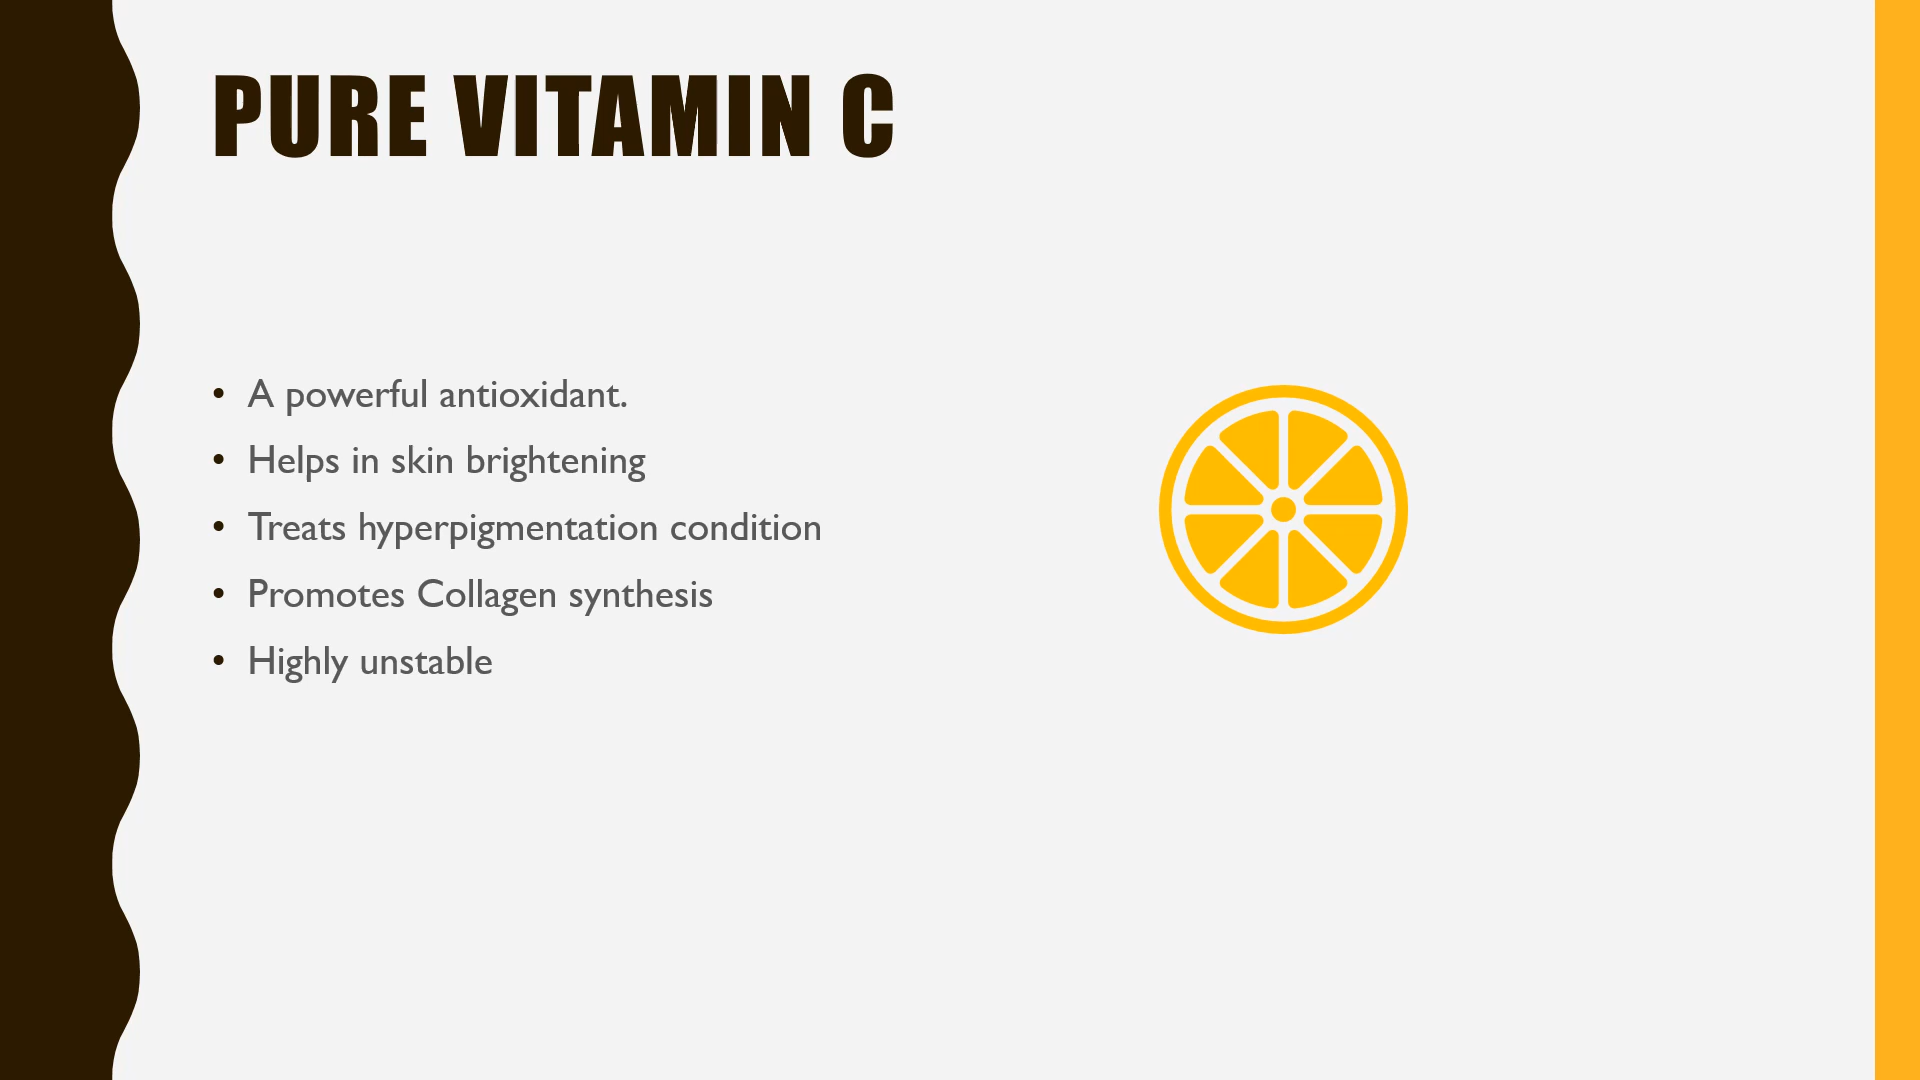 PURE VITAMIN C
• A powerful antioxidant.
• Helps in skin brightening
• Treats hyperpigmentation condition
• Promotes Collagen synthesis
• Highly unstable